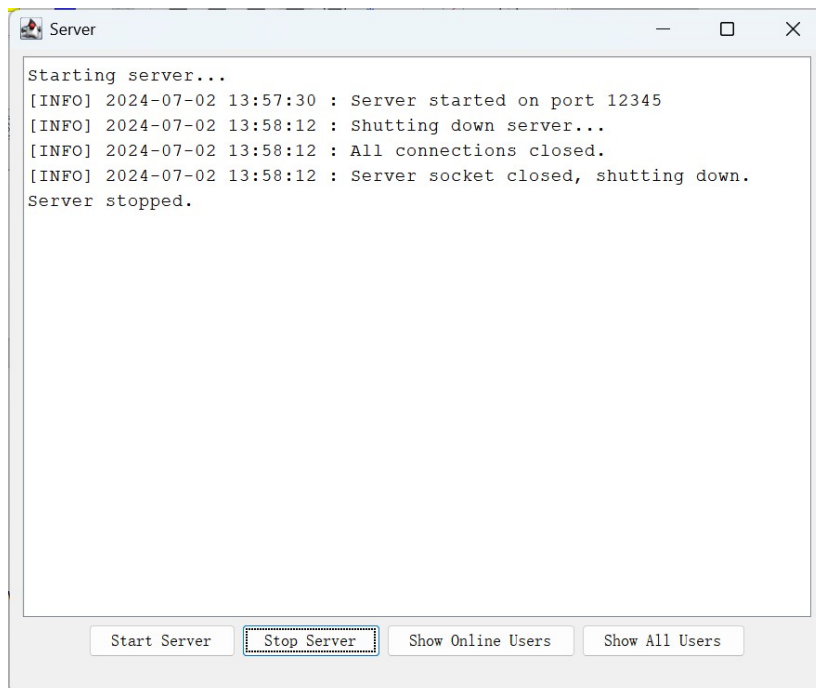 Server
Starting server...
[INFO] 2024-07-02 13:57:30 : Server started on port 12345
[INFO] 2024-07-02 13:58:12 : Shutting down server...
[INFO] 2024-07-02 13:58:12 : All connections closed.
[INFO] 2024-07-02 13:58:12 : Server socket closed, shutting down.
Server stopped.
Start Server Stop Server Show Online Users Show All Users